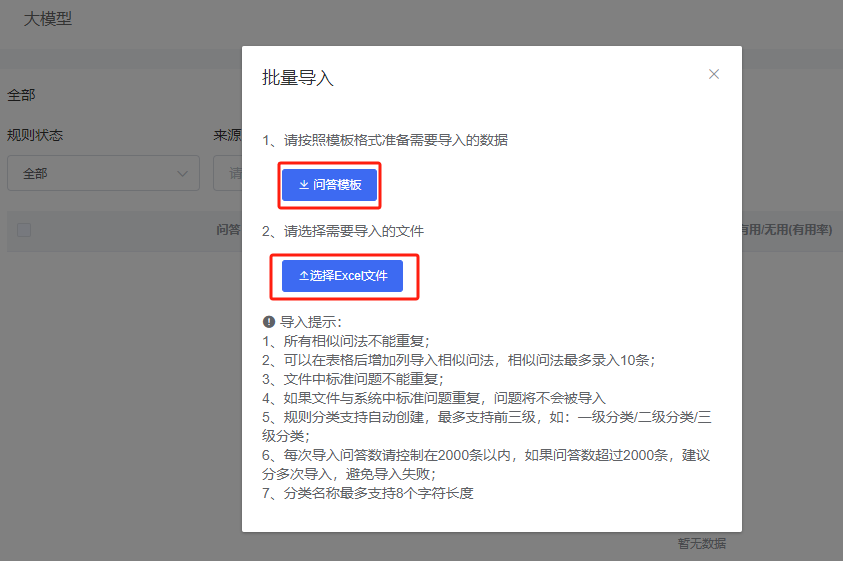 大模型
批量导入
全部
1、请按照模板格式准备需要导入的数据
规则状态
来源
全部
请
问答模板
问答
2、请选择需要导入的文件
有用/无用(有用率)
选择Excel文件
导入提示：
1、所有相似问法不能重复；
2、可以在表格后增加列导入相似问法，相似问法最多录入10条；
3、文件中标准问题不能重复；
4、如果文件与系统中标准问题重复，问题将不会被导入
5、规则分类支持自动创建，最多支持前三级，如：一级分类/二级分类/三
级分类；
6、每次导入问答数请控制在2000条以内，如果问答数超过2000条，建议
分多次导入，避免导入失败；
7、分类名称最多支持8个字符长度
暂无数据